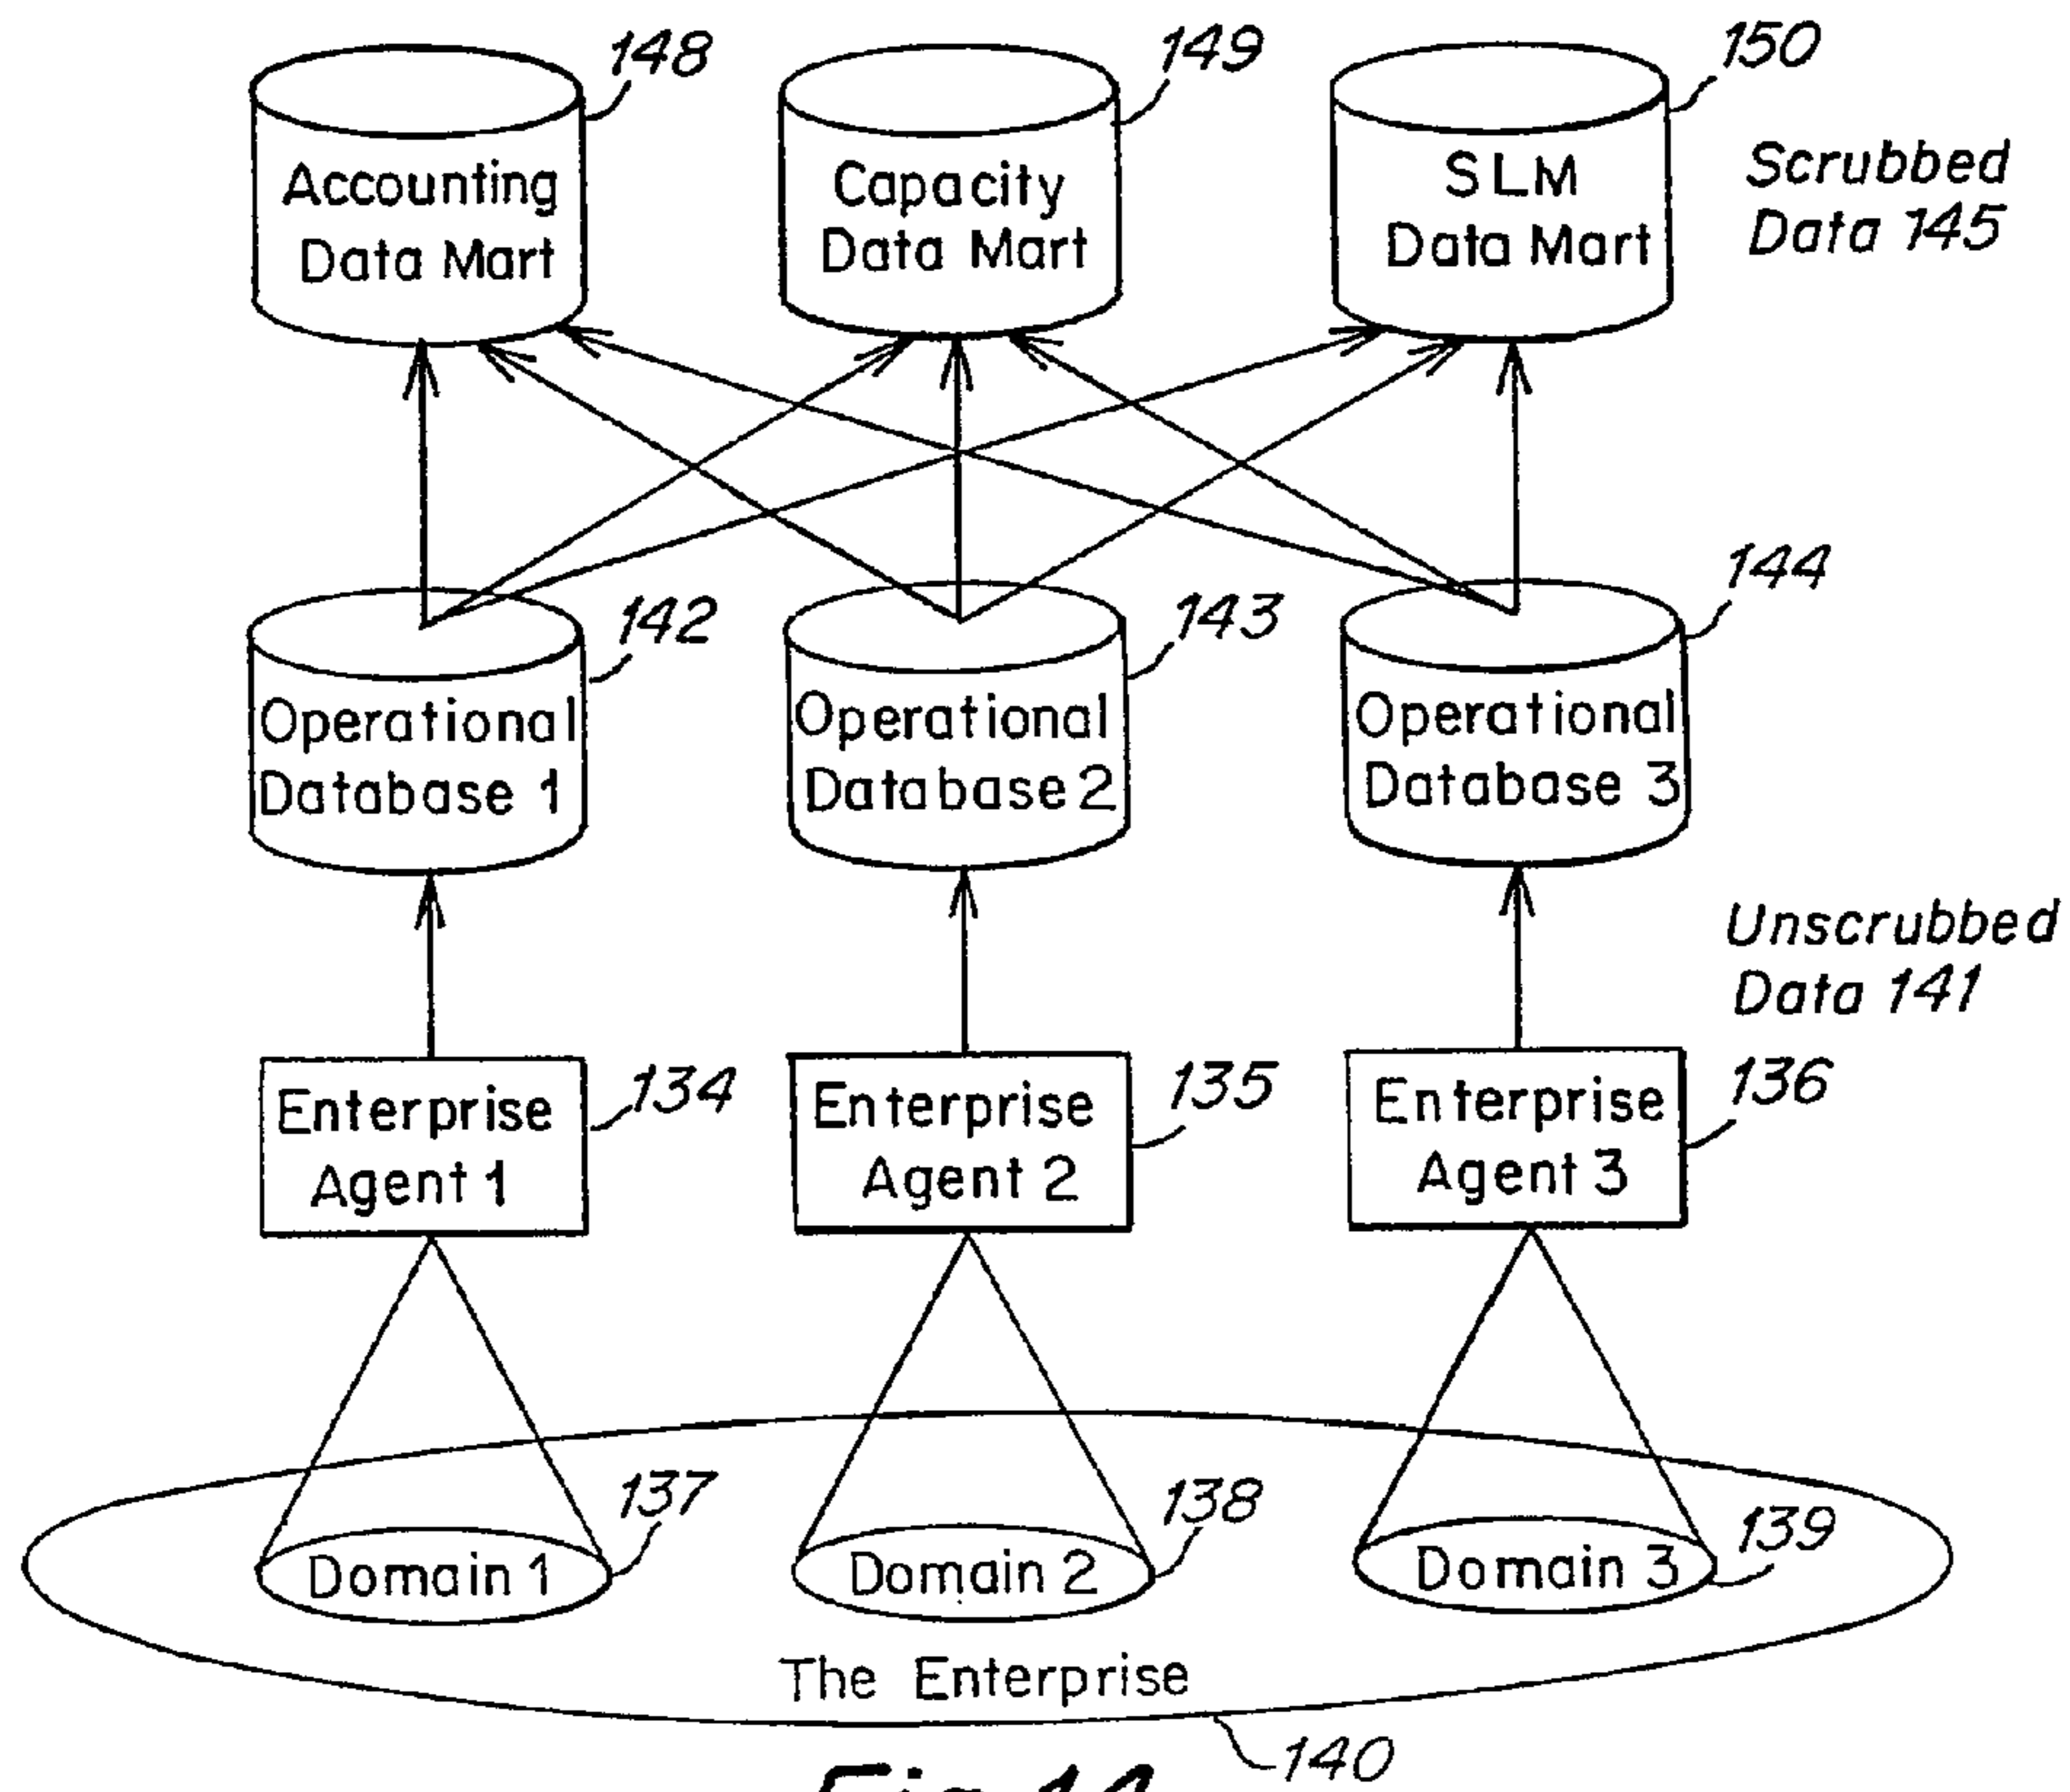 148
149
150
Accounting
Data Mart
Capacity
Data Mart
SLM
Data Mart
Scrubbed
Data 145
142
143
144
Operational
Database 1
Operational
Database 2
Operational
Database 3
Unscrubbed
Data 141
134
135
136
Enterprise
Agent 1
Enterprise
Agent 2
Enterprise
Agent 3
137
138
139
Domain 1
Domain 2
Domain 3
The Enterprise
140